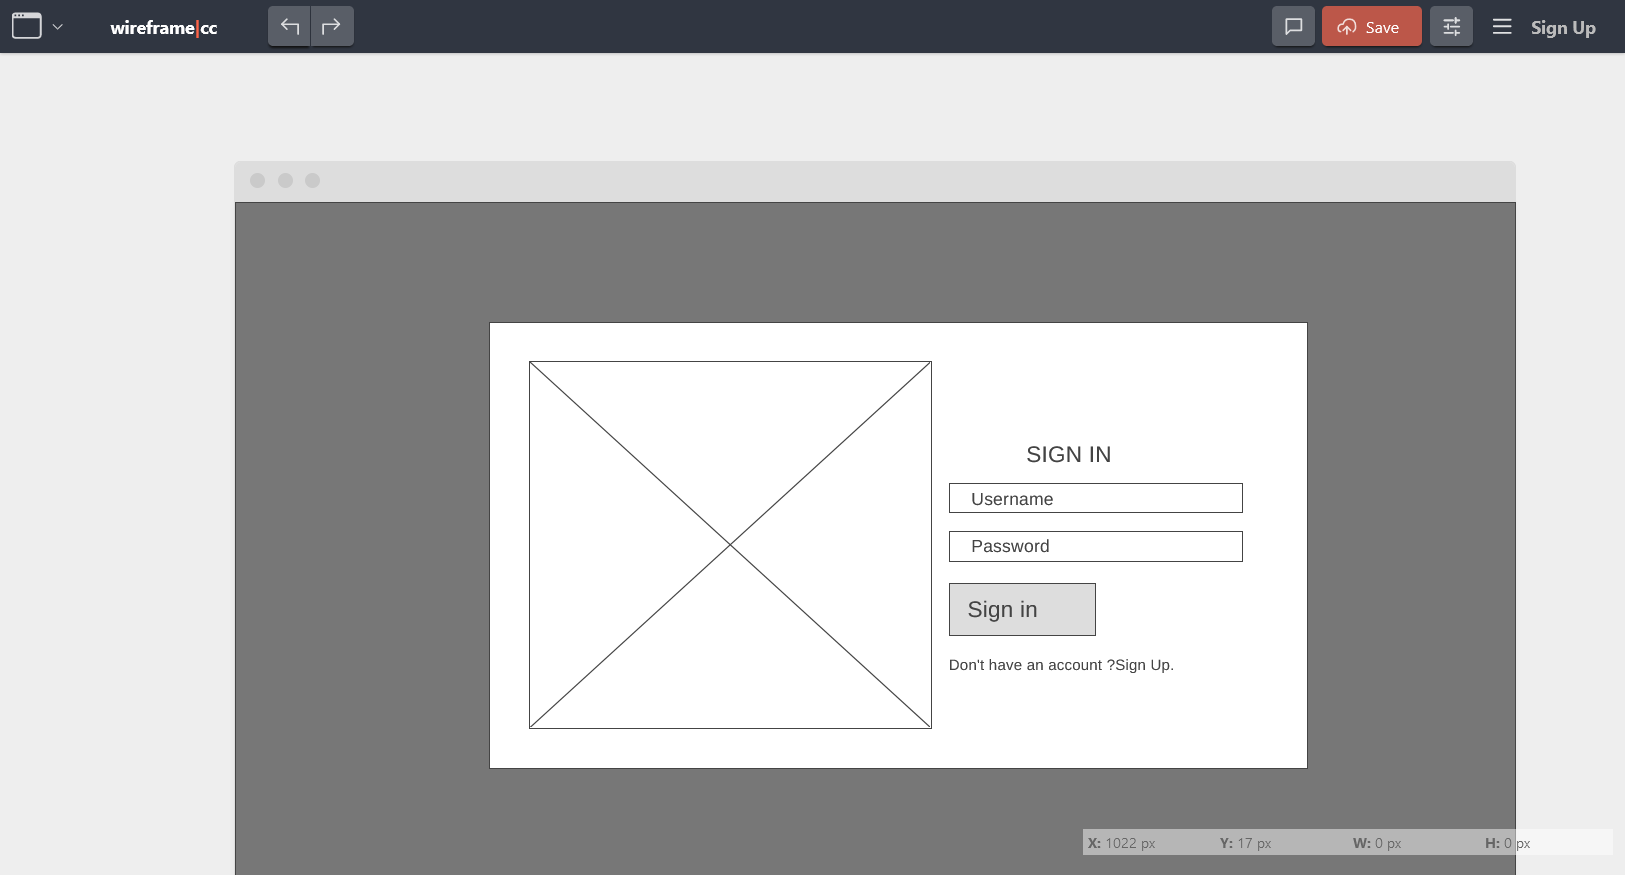 wireframe|cc
Save
Sign Up
SIGN IN
Username
Password
Sign in
Don't have an account ?Sign Up.
X: 1022 px Y: 17 px W: 0 px H: 0 px